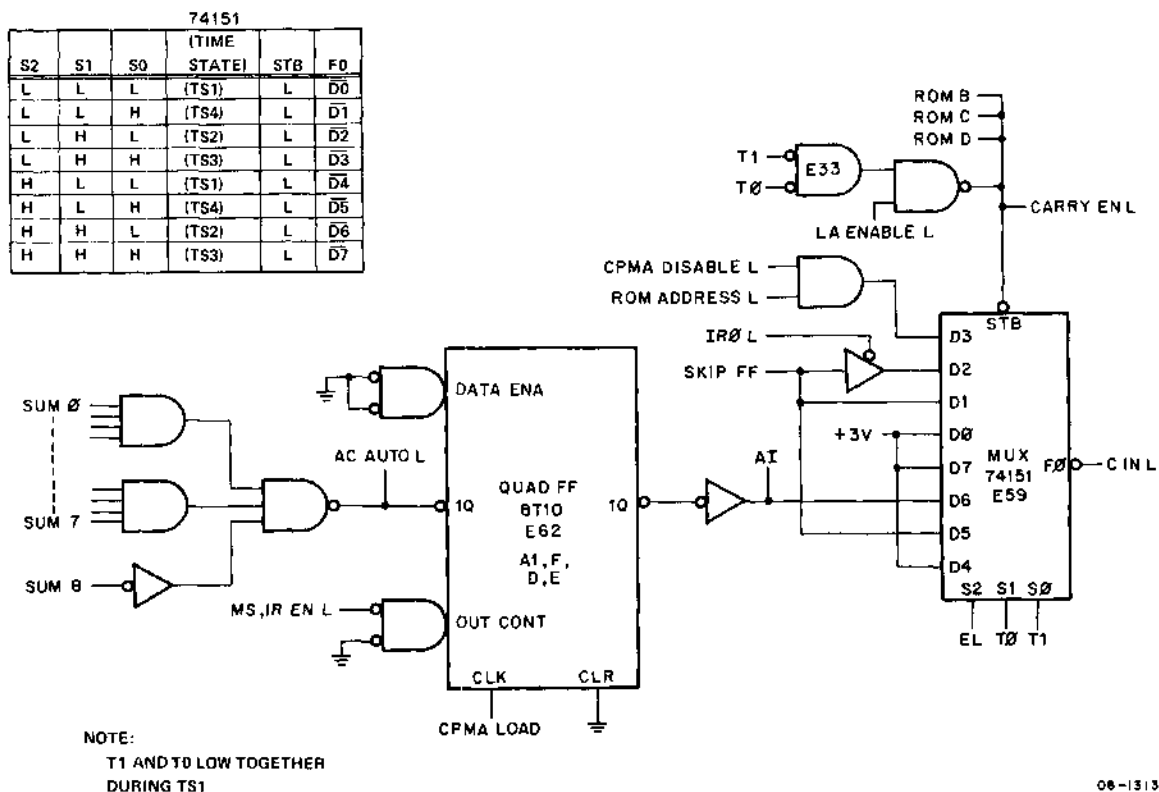 74151
S2 S1 S0 (TIME STATE) STB F0
L L L (TS1) L D0
L L H (TS4) L D1
L H L (TS2) L D2
L H H (TS3) L D3
H L L (TS1) L D4
H L H (TS4) L D5
H H L (TS2) L D6
H H H (TS3) L D7
ROM B
ROM C
ROM D
T1
TØ
E33
LA ENABLE L
CARRY EN L
CPMA DISABLE L
ROM ADDRESS L
IRØ L
SKIP FF
+3V
AI
STB
D3
D2
D1
DØ
D7
D6
D5
D4
MUX
74151
E59
FØ
C IN L
S2 S1 SØ
EL TØ T1
SUM Ø
SUM 7
SUM 8
AC AUTO L
DATA ENA
1Q
QUAD FF
8T10
E62
A1, F,
D, E
1Q
MS, IR EN L
OUT CONT
CLK CLR
CPMA LOAD
NOTE:
T1 AND T0 LOW TOGETHER
DURING TS1
08-1313